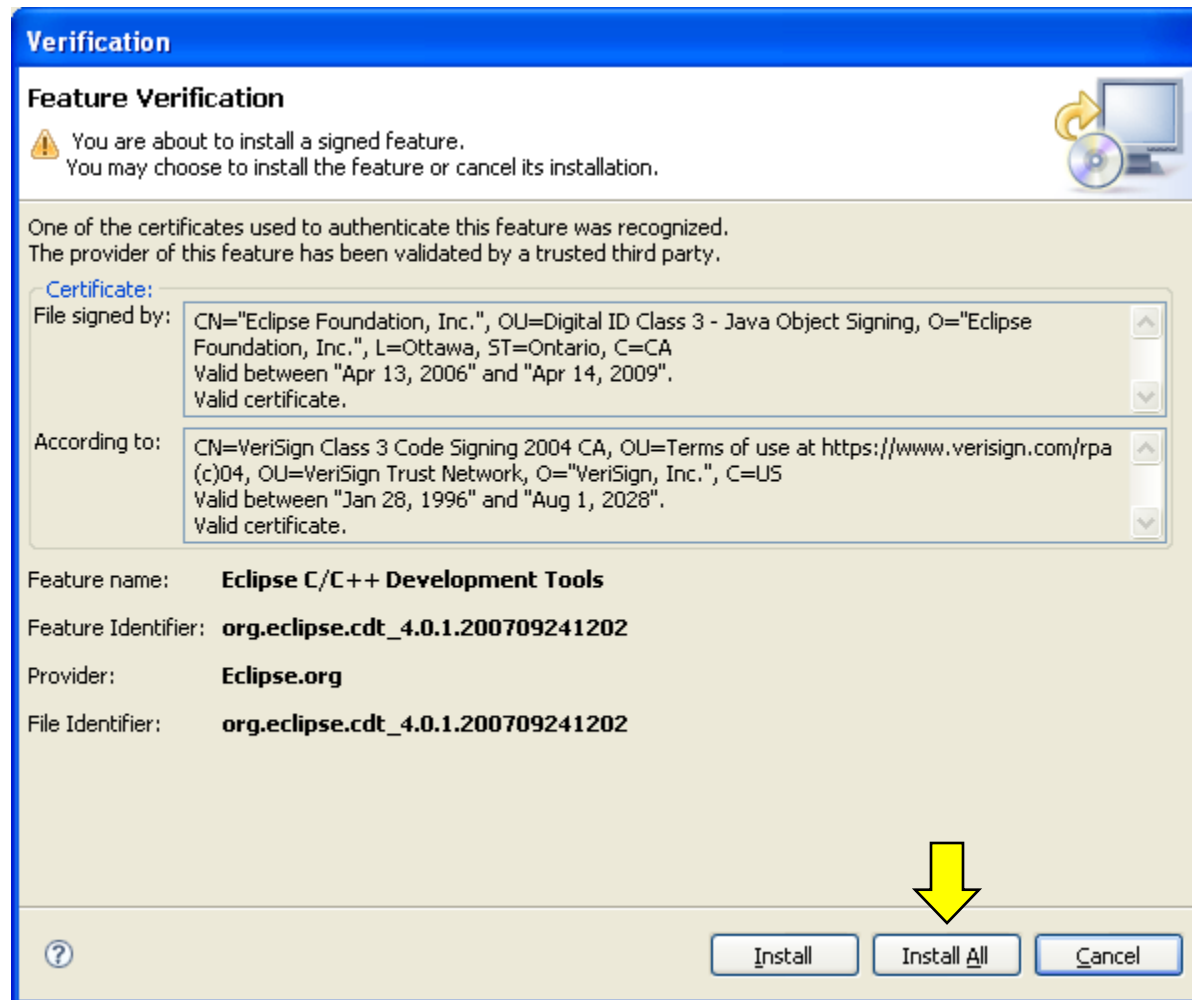 Verification
Feature Verification
You are about to install a signed feature.
You may choose to install the feature or cancel its installation.
One of the certificates used to authenticate this feature was recognized.
The provider of this feature has been validated by a trusted third party.
Certificate:
File signed by:
CN="Eclipse Foundation, Inc.", OU=Digital ID Class 3 - Java Object Signing, O="Eclipse
Foundation, Inc.", L=Ottawa, ST=Ontario, C=CA
Valid between "Apr 13, 2006" and "Apr 14, 2009".
Valid certificate.
According to:
CN=VeriSign Class 3 Code Signing 2004 CA, OU=Terms of use at https://www.verisign.com/rpa
(c)04, OU=VeriSign Trust Network, O="VeriSign, Inc.", C=US
Valid between "Jan 28, 1996" and "Aug 1, 2028".
Valid certificate.
Feature name: Eclipse C/C++ Development Tools
Feature Identifier: org.eclipse.cdt_4.0.1.200709241202
Provider: Eclipse.org
File Identifier: org.eclipse.cdt_4.0.1.200709241202
? Install Install All Cancel